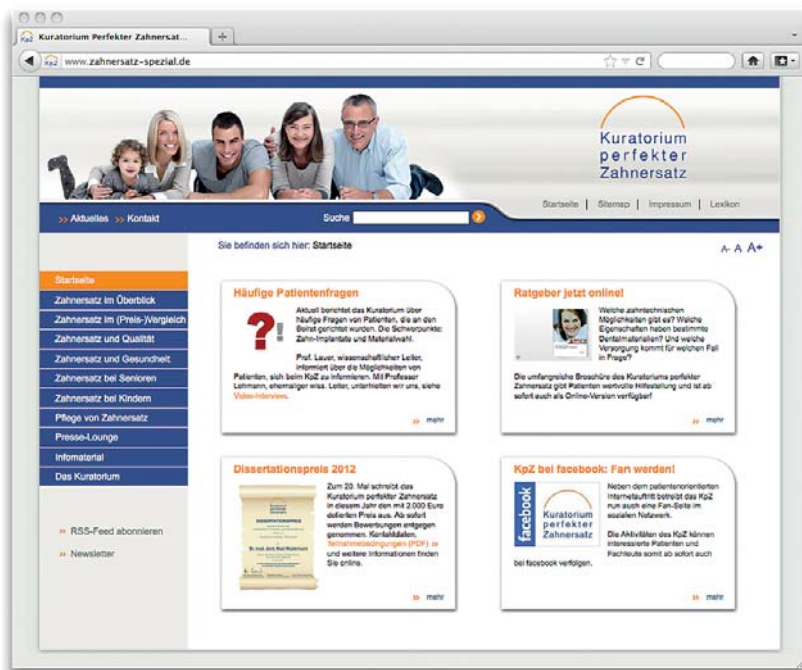 Kuratorium Perfekter Zahnersat...
www.zahnersatz-spezial.de
Kuratorium
perfekter
Zahnersatz
Startseite | Sitemap | Impressum | Lexikon
>> Aktuelles >> Kontakt
Suche
Sie befinden sich hier: Startseite
A- A A+
Startseite
Zahnersatz im Überblick
Zahnersatz im (Preis-)Vergleich
Zahnersatz und Qualität
Zahnersatz und Gesundheit
Zahnersatz bei Senioren
Zahnersatz bei Kindern
Pflege von Zahnersatz
Presse-Lounge
Infomaterial
Das Kuratorium
>> RSS-Feed abonnieren
>> Newsletter
Häufige Patientenfragen
Aktuell berichtet das Kuratorium über
häufige Fragen von Patienten, die an den
Beirat gerichtet wurden. Die Schwerpunkte:
Zahn-Implantate und Materialwahl.
Prof. Lauer, wissenschaftlicher Leiter,
informiert über die Möglichkeiten von
Patienten, sich beim KpZ zu informieren. Mit Professor
Lehmann, ehemaliger wiss. Leiter, unterhielten wir uns, siehe
Video-Interviews.
>> mehr
Ratgeber jetzt online!
Welche zahntechnischen
Möglichkeiten gibt es? Welche
Eigenschaften haben bestimmte
Dentalmaterialien? Und welche
Versorgung kommt für welchen Fall
in Frage?
Die umfangreiche Broschüre des Kuratoriums perfekter
Zahnersatz gibt Patienten wertvolle Hilfestellung und ist ab
sofort auch als Online-Version verfügbar!
>> mehr
Dissertationspreis 2012
DISSERTATIONSPREIS
Zum 20. Mal schreibt das
Kuratorium perfekter Zahnersatz
in diesem Jahr den mit 2.000 Euro
dotierten Preis aus. Ab sofort
werden Bewerbungen entgegen
genommen. Kontaktdaten,
Teilnahmebedingungen (PDF) >>
und weitere Informationen finden
Sie online.
>> mehr
KpZ bei facebook: Fan werden!
facebook
Kuratorium
perfekter
Zahnersatz
Neben dem patientenorientierten
Internetauftritt betreibt das KpZ
nun auch eine Fan-Seite im
sozialen Netzwerk.
Die Aktivitäten des KpZ können
interessierte Patienten und
Fachleute somit ab sofort auch
bei facebook verfolgen.
>> mehr